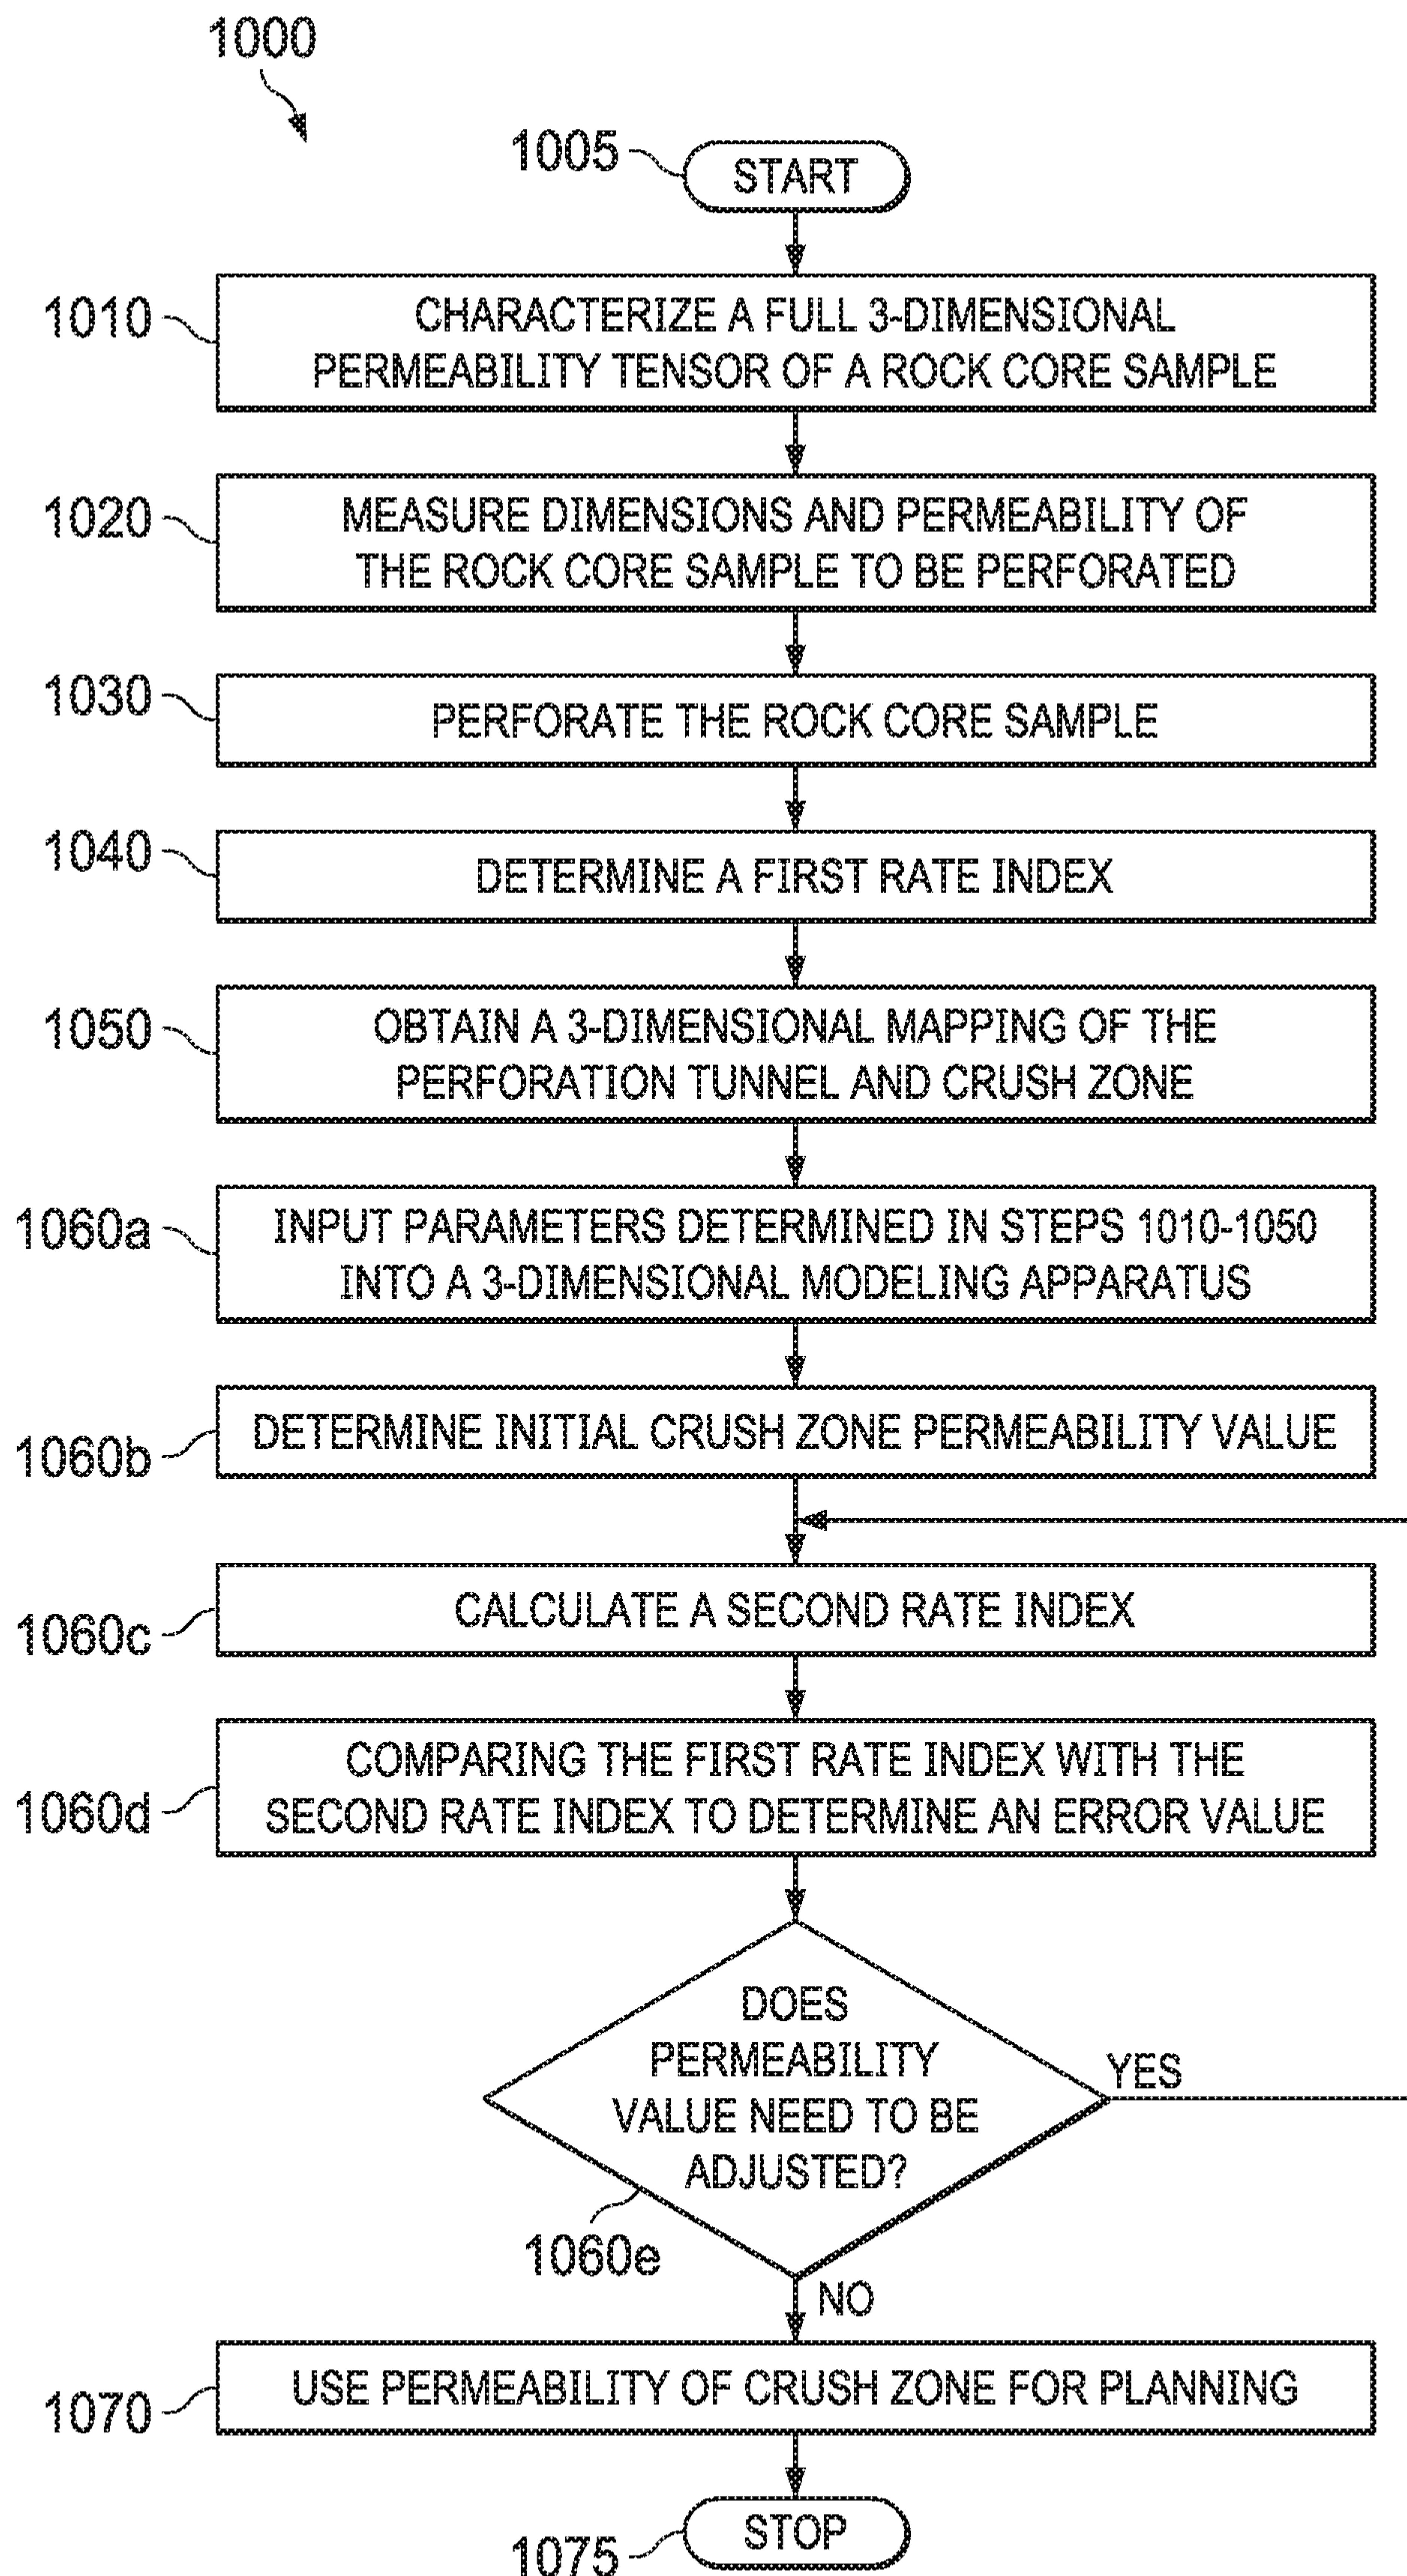 1000
1005
START
1010
CHARACTERIZE A FULL 3-DIMENSIONAL
PERMEABILITY TENSOR OF A ROCK CORE SAMPLE
1020
MEASURE DIMENSIONS AND PERMEABILITY OF
THE ROCK CORE SAMPLE TO BE PERFORATED
1030
PERFORATE THE ROCK CORE SAMPLE
1040
DETERMINE A FIRST RATE INDEX
1050
OBTAIN A 3-DIMENSIONAL MAPPING OF THE
PERFORATION TUNNEL AND CRUSH ZONE
1060a
INPUT PARAMETERS DETERMINED IN STEPS 1010-1050
INTO A 3-DIMENSIONAL MODELING APPARATUS
1060b
DETERMINE INITIAL CRUSH ZONE PERMEABILITY VALUE
1060c
CALCULATE A SECOND RATE INDEX
1060d
COMPARING THE FIRST RATE INDEX WITH THE
SECOND RATE INDEX TO DETERMINE AN ERROR VALUE
DOES
PERMEABILITY
VALUE NEED TO BE
ADJUSTED?
YES
1060e
NO
1070
USE PERMEABILITY OF CRUSH ZONE FOR PLANNING
1075
STOP